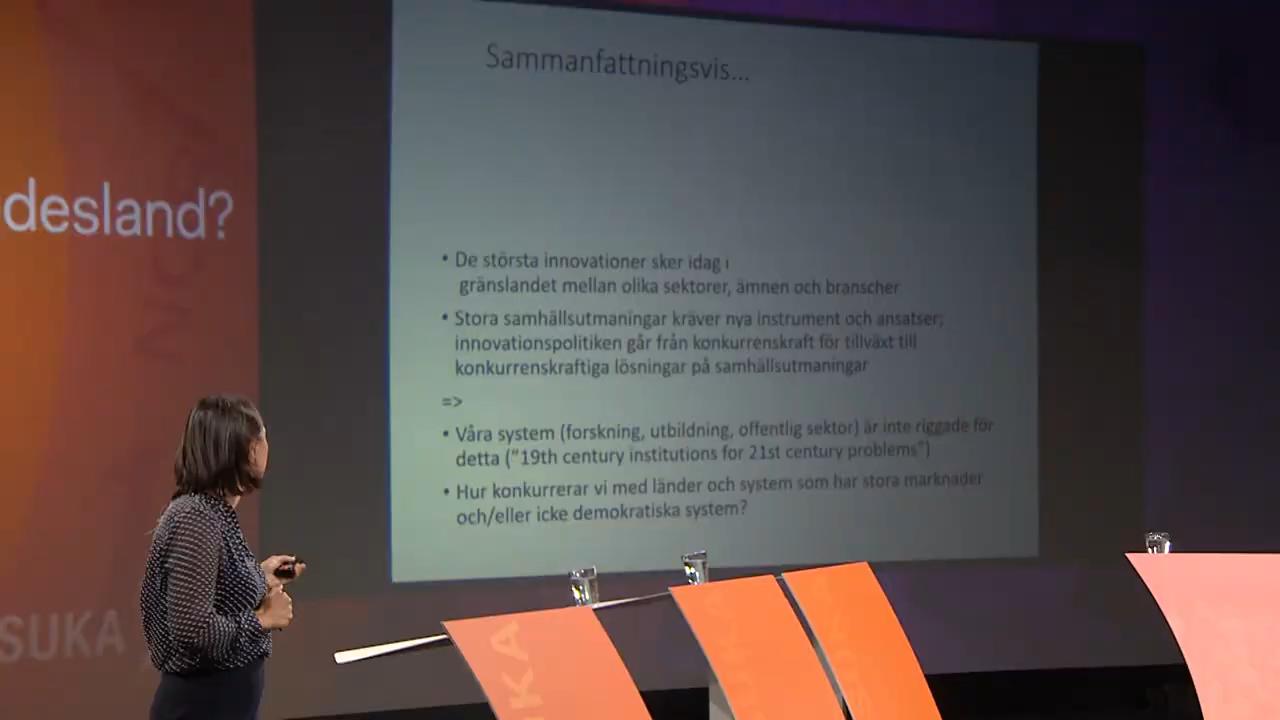 Sammanfattningsvis...
desland?
• De största innovationer sker idag i
gränslandet mellan olika sektorer, ämnen och branscher
• Stora samhällsutmaningar kräver nya instrument och ansatser;
innovationspolitiken går från konkurrenskraft för tillväxt till
konkurrenskraftiga lösningar på samhällsutmaningar
=>
• Våra system (forskning, utbildning, offentlig sektor) är inte riggade för
detta ("19th century institutions for 21st century problems")
• Hur konkurrerar vi med länder och system som har stora marknader
och/eller icke demokratiska system?
SUKA